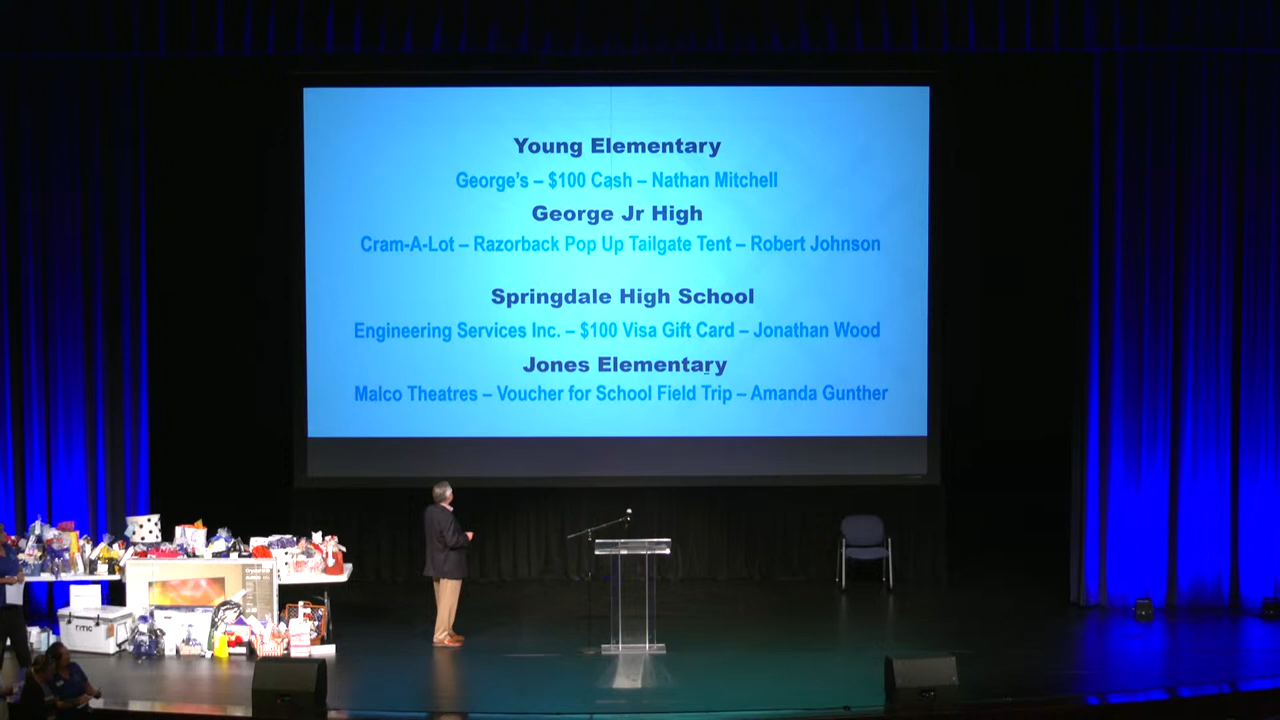 Young Elementary
George's – $100 Cash – Nathan Mitchell
George Jr High
Cram-A-Lot – Razorback Pop Up Tailgate Tent – Robert Johnson
Springdale High School
Engineering Services Inc. – $100 Visa Gift Card – Jonathan Wood
Jones Elementary
Malco Theatres – Voucher for School Field Trip – Amanda Gunther
rtic